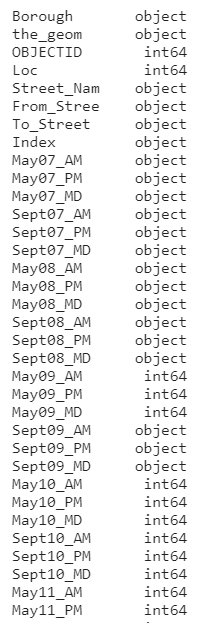 Borough object
the_geom object
OBJECTID int64
Loc int64
Street_Nam object
From_Stree object
To_Street object
Index object
May07_AM object
May07_PM object
May07_MD object
Sept07_AM object
Sept07_PM object
Sept07_MD object
May08_AM object
May08_PM object
May08_MD object
Sept08_AM object
Sept08_PM object
Sept08_MD object
May09_AM int64
May09_PM int64
May09_MD int64
Sept09_AM object
Sept09_PM object
Sept09_MD object
May10_AM int64
May10_PM int64
May10_MD int64
Sept10_AM int64
Sept10_PM int64
Sept10_MD int64
May11_AM int64
May11_PM int64